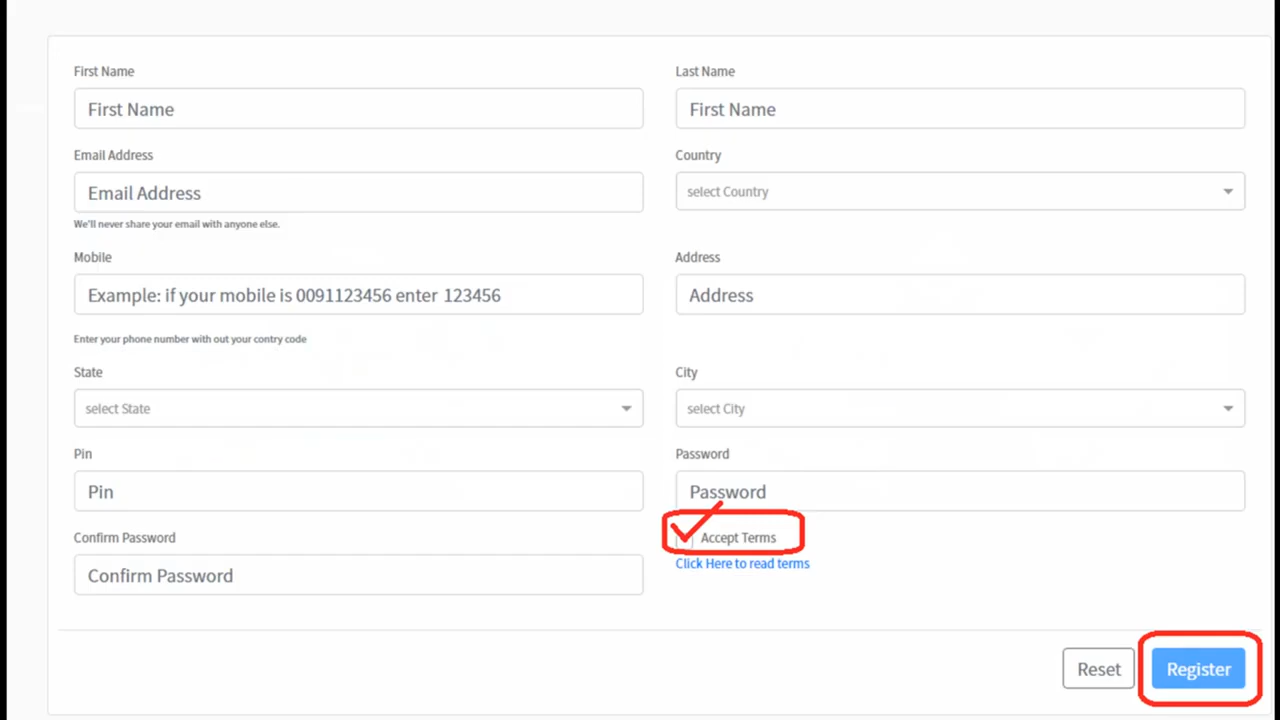 First Name
First Name
Last Name
First Name
Email Address
Email Address
We'll never share your email with anyone else.
Country
select Country
Mobile
Example: if your mobile is 0091123456 enter 123456
Enter your phone number with out your contry code
Address
Address
State
select State
City
select City
Pin
Pin
Password
Password
Confirm Password
Confirm Password
Accept Terms
Click Here to read terms
Reset
Register